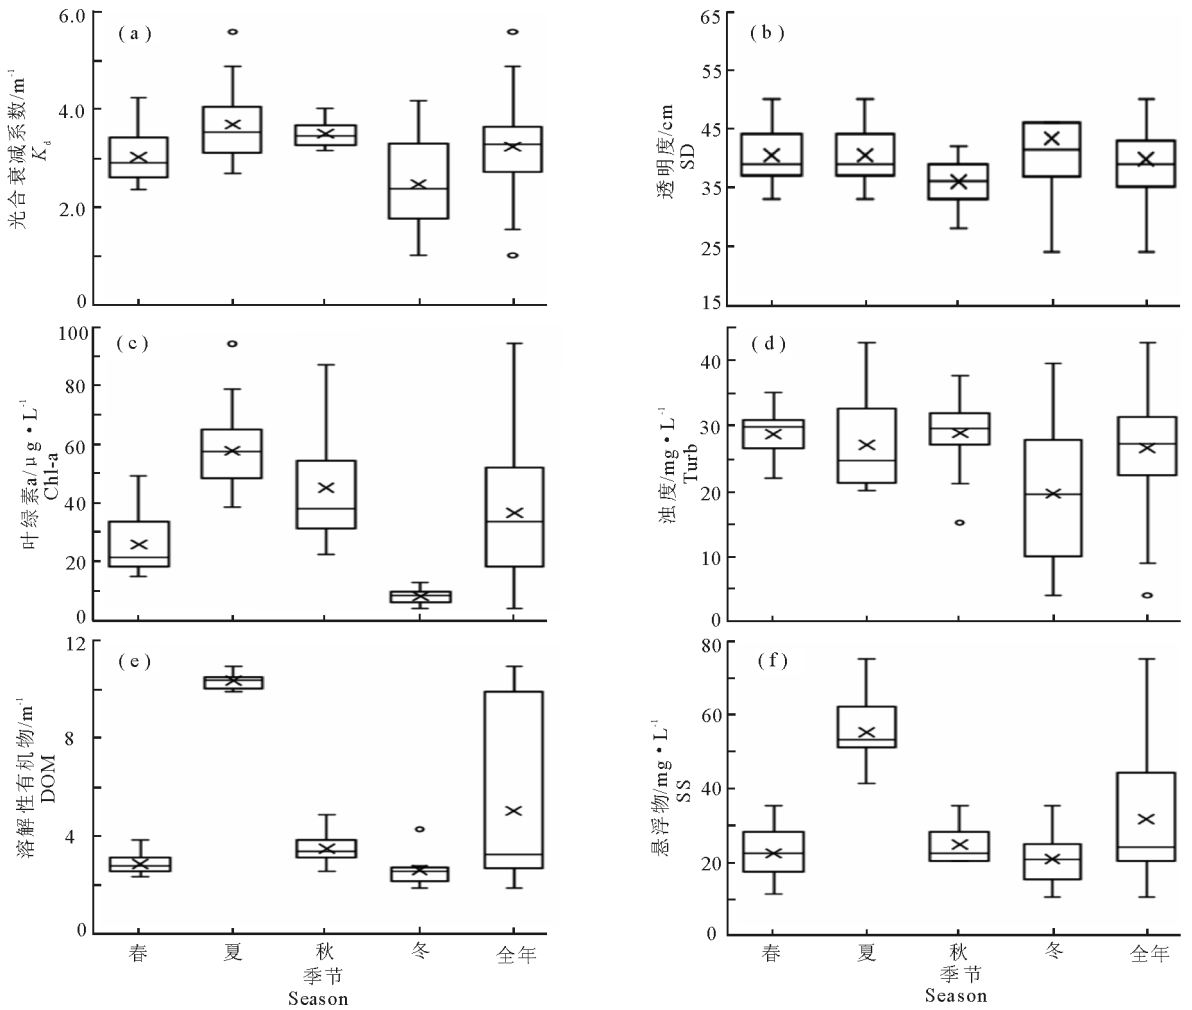 (a)
光合衰减系数/m⁻¹
K_d
6.0
4.0
2.0
0
(b)
透明度/cm
SD
65
55
45
35
25
15
(c)
叶绿素a/μg·L⁻¹
Chl-a
100
80
60
40
20
0
(d)
浊度/mg·L⁻¹
Turb
40
30
20
10
0
(e)
溶解性有机物/m⁻¹
DOM
12
8
4
0
春 夏 秋 冬 全年
季节
Season
(f)
悬浮物/mg·L⁻¹
SS
80
60
40
20
0
春 夏 秋 冬 全年
季节
Season